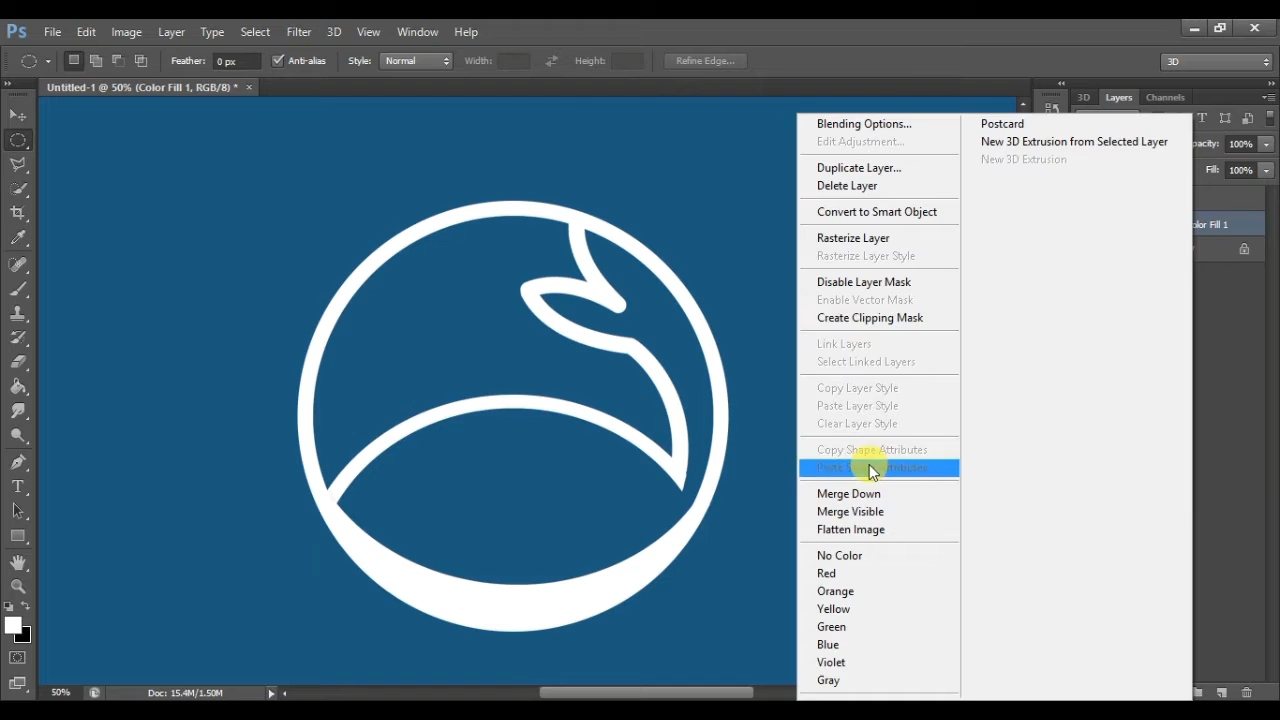 Ps File Edit Image Layer Type Select Filter 3D View Window Help
Feather: 0 px Anti-alias Style: Normal Width: Height: Refine Edge... 3D
Untitled-1 @ 50% (Color Fill 1, RGB/8) * ×
3D Layers Channels
pacity: 100%
Fill: 100%
olor Fill 1
Blending Options...
Edit Adjustment...
Duplicate Layer...
Delete Layer
Convert to Smart Object
Rasterize Layer
Rasterize Layer Style
Disable Layer Mask
Enable Vector Mask
Create Clipping Mask
Link Layers
Select Linked Layers
Copy Layer Style
Paste Layer Style
Clear Layer Style
Copy Shape Attributes
Paste Shape Attributes
Merge Down
Merge Visible
Flatten Image
No Color
Red
Orange
Yellow
Green
Blue
Violet
Gray
Postcard
New 3D Extrusion from Selected Layer
New 3D Extrusion
50% Doc: 15.4M/1.50M